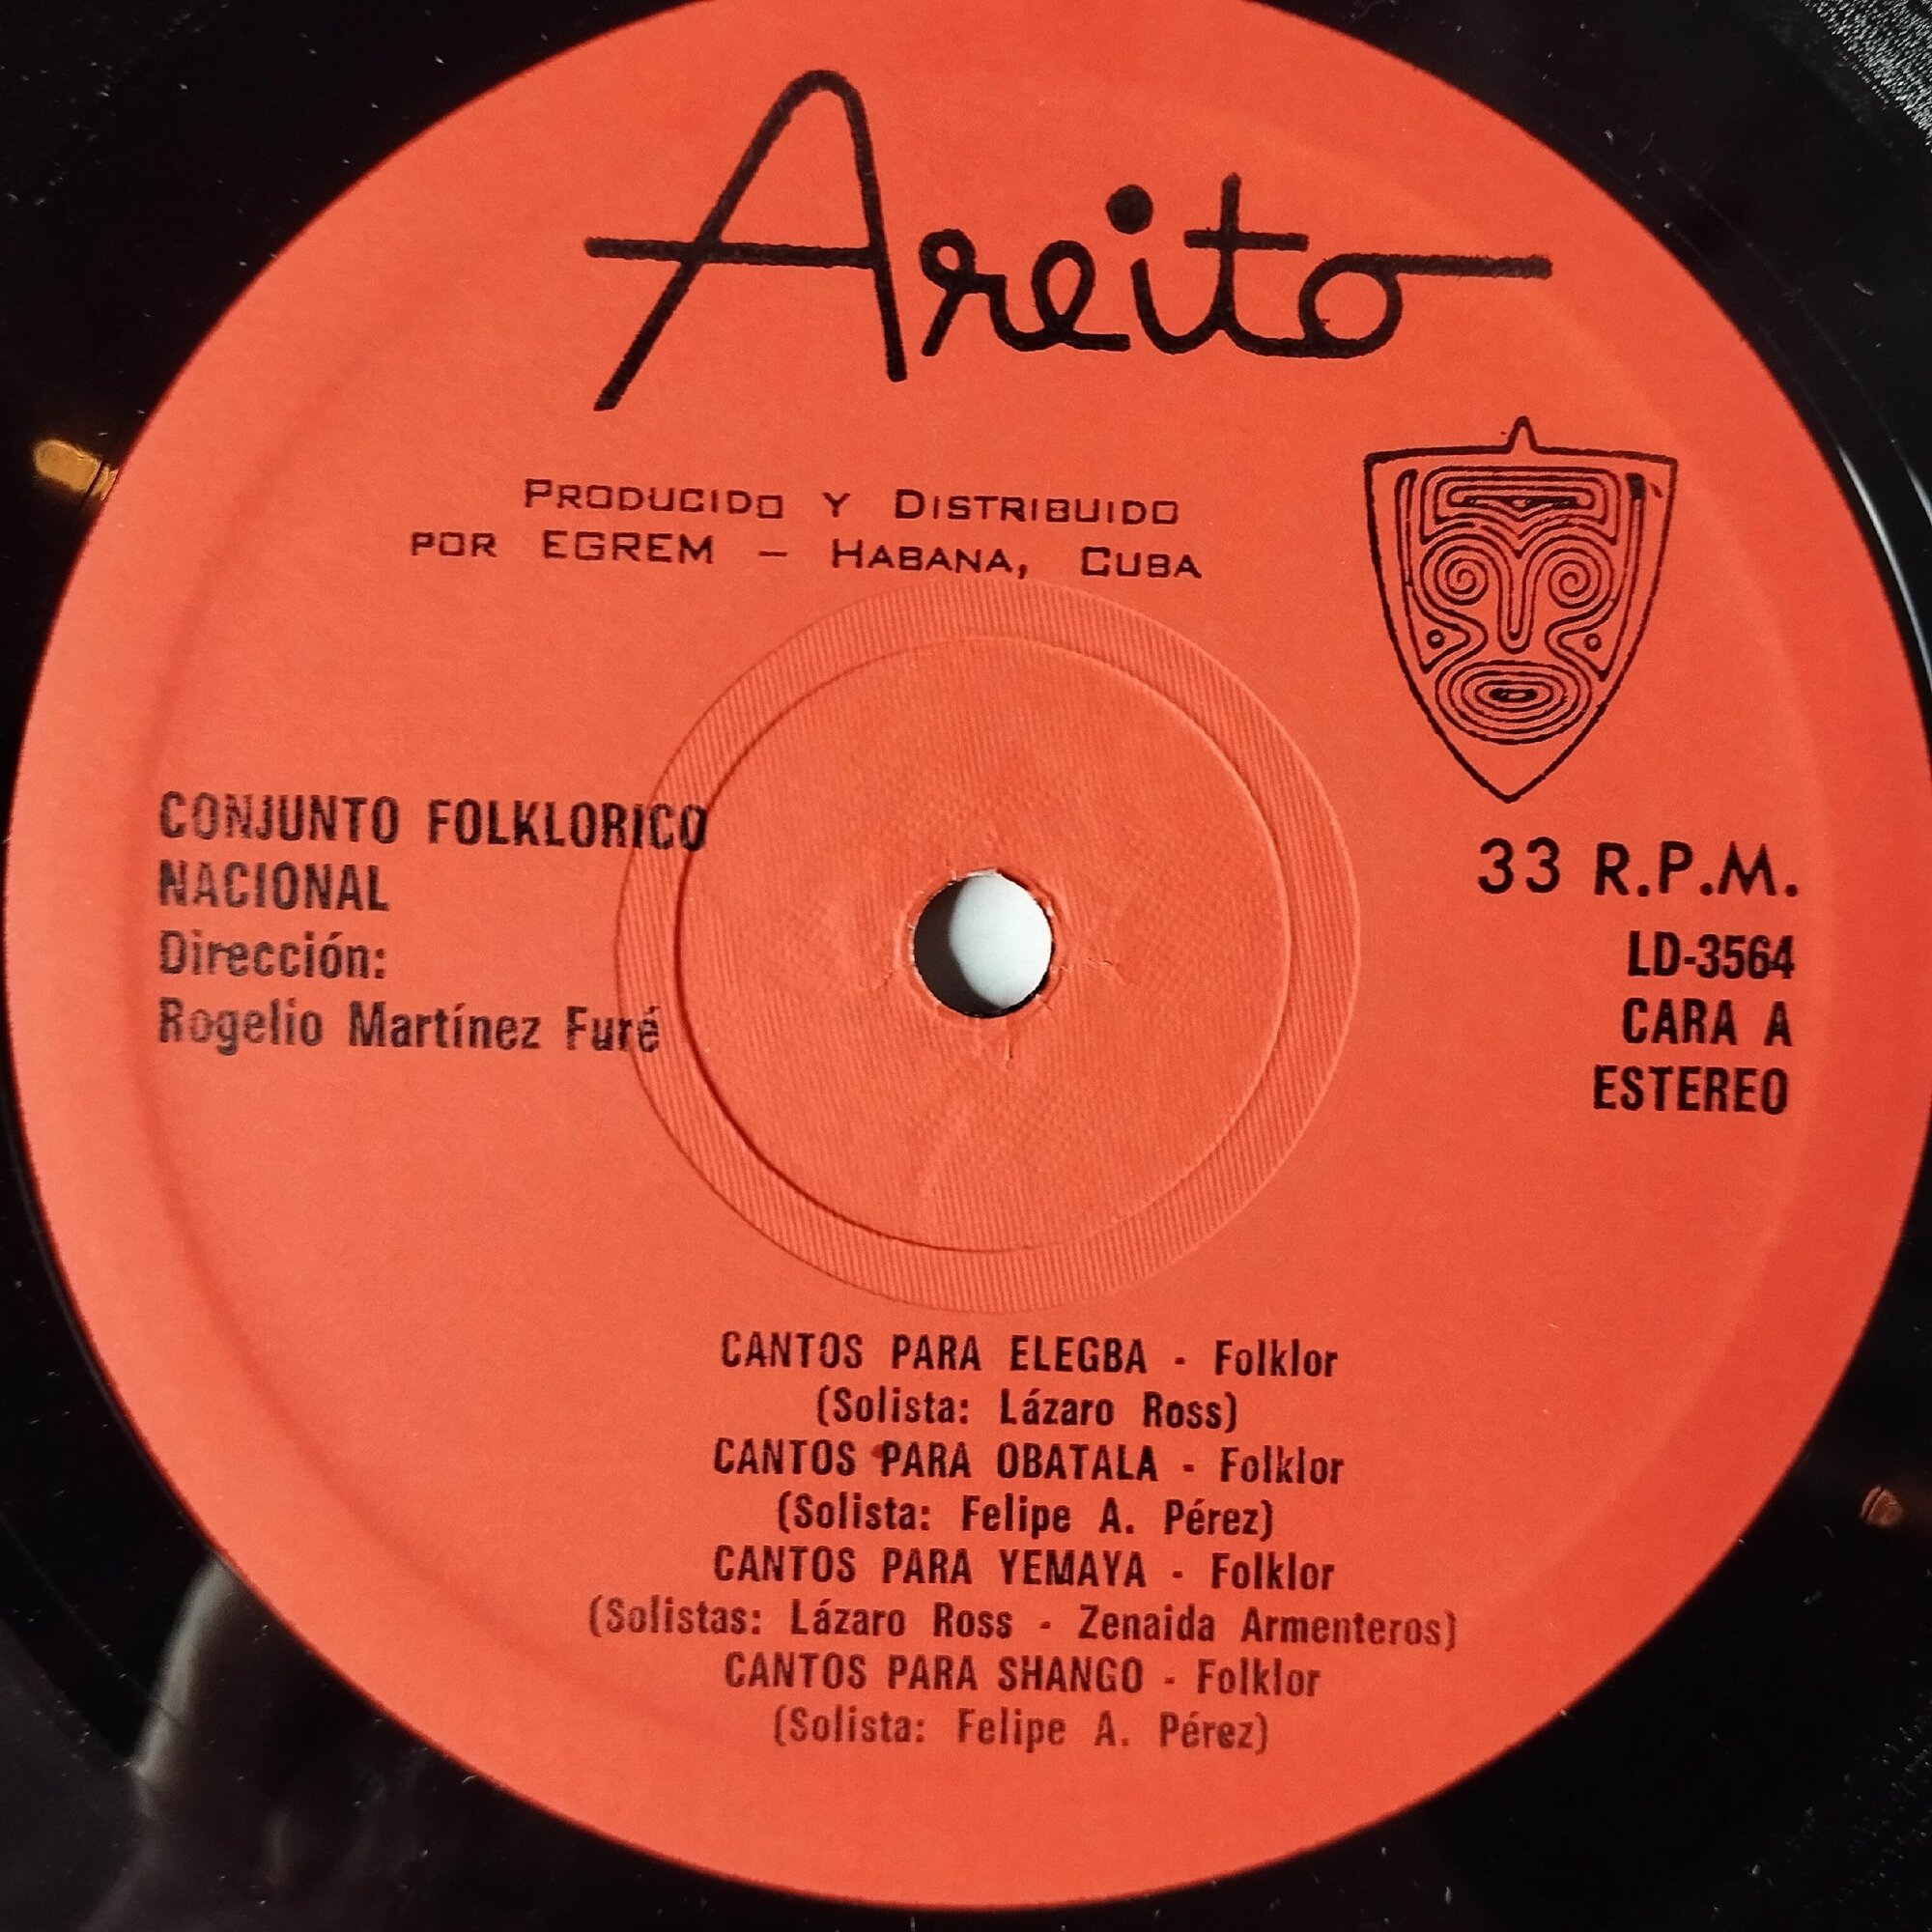 Areito
PRODUCIDO Y DISTRIBUIDO
POR EGREM – HABANA, CUBA
CONJUNTO FOLKLORICO
NACIONAL
Dirección:
Rogelio Martínez Furé
33 R.P.M.
LD-3564
CARA A
ESTEREO
CANTOS PARA ELEGBA - Folklor
(Solista: Lázaro Ross)
CANTOS PARA OBATALA - Folklor
(Solista: Felipe A. Pérez)
CANTOS PARA YEMAYA - Folklor
(Solistas: Lázaro Ross - Zenaida Armenteros)
CANTOS PARA SHANGO - Folklor
(Solista: Felipe A. Pérez)